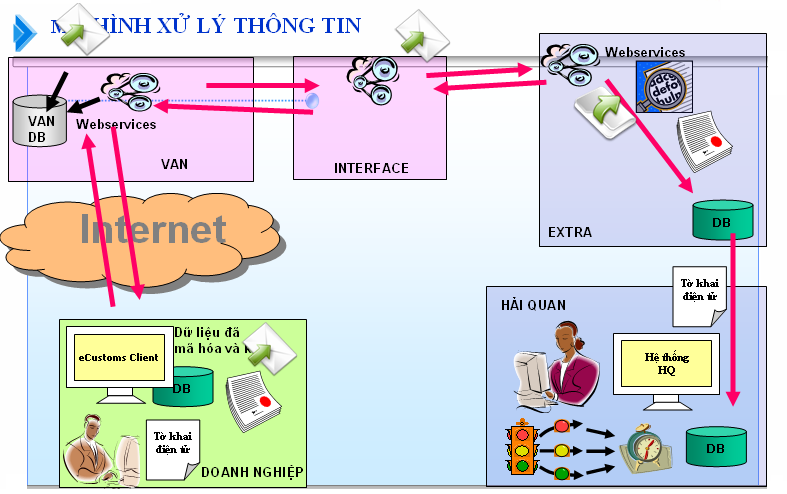 HÌNH XỬ LÝ THÔNG TIN
Webservices
VAN
DB
Webservices
VAN
INTERFACE
EXTRA
DB
Internet
HẢI QUAN
Tờ khai
điện tử
Hệ thống
HQ
DB
Dữ liệu đã
mã hóa và
eCustoms Client
DB
Tờ khai
điện tử
DOANH NGHIỆP